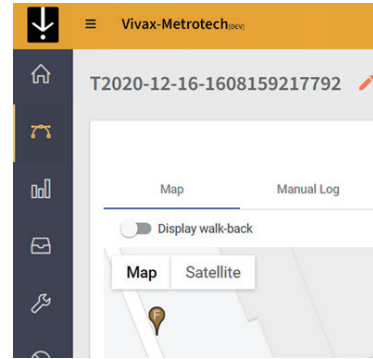 Vivax-Metrotech[DEV]
T2020-12-16-1608159217792
Map Manual Log
Display walk-back
Map Satellite
F